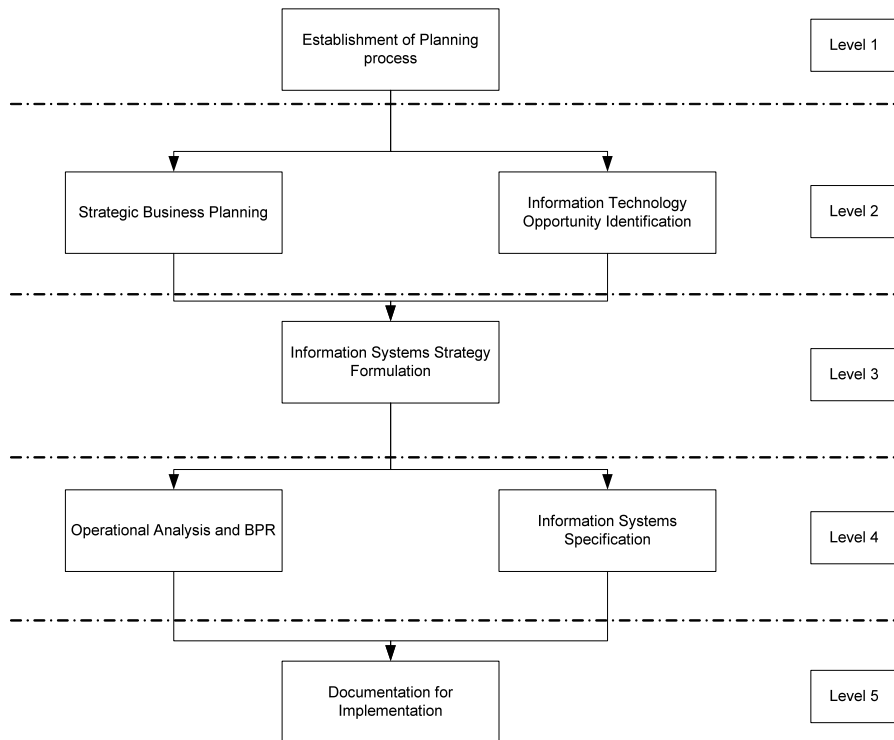 Establishment of Planning
process
Level 1
Strategic Business Planning
Information Technology
Opportunity Identification
Level 2
Information Systems Strategy
Formulation
Level 3
Operational Analysis and BPR
Information Systems
Specification
Level 4
Documentation for
Implementation
Level 5